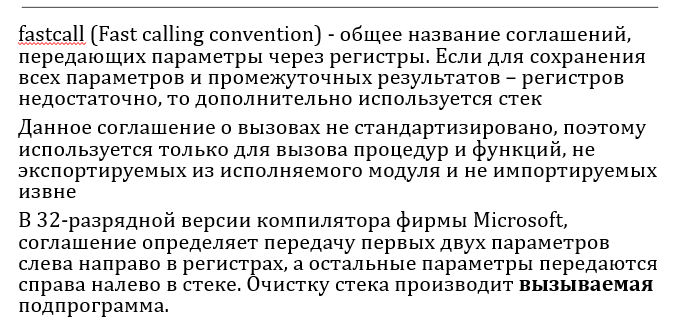 fastcall (Fast calling convention) - общее название соглашений,
передающих параметры через регистры. Если для сохранения
всех параметров и промежуточных результатов – регистров
недостаточно, то дополнительно используется стек
Данное соглашение о вызовах не стандартизировано, поэтому
используется только для вызова процедур и функций, не
экспортируемых из исполняемого модуля и не импортируемых
извне
В 32-разрядной версии компилятора фирмы Microsoft,
соглашение определяет передачу первых двух параметров
слева направо в регистрах, а остальные параметры передаются
справа налево в стеке. Очистку стека производит вызываемая
подпрограмма.